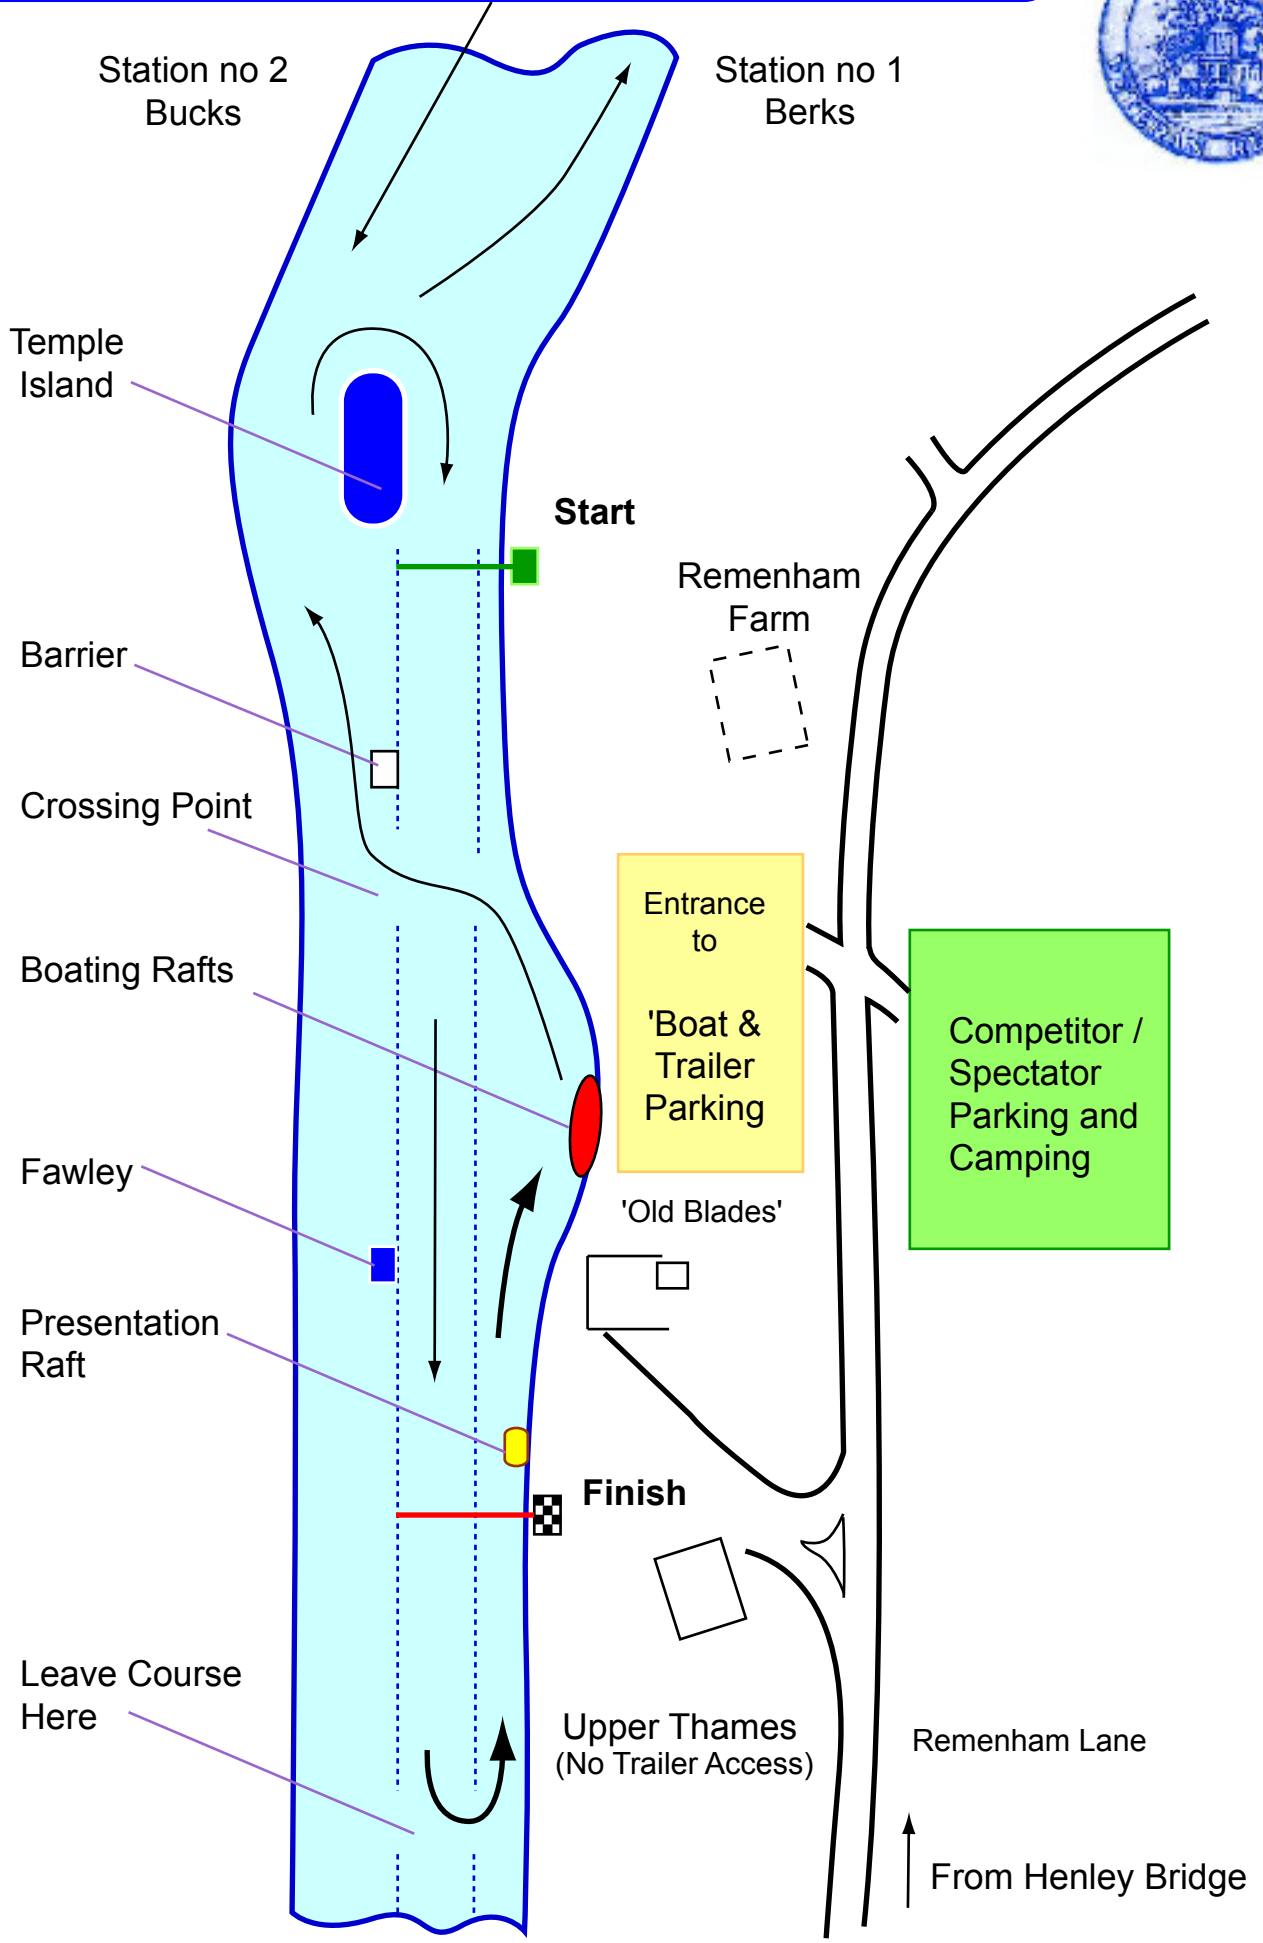 Station no 2
Bucks
Station no 1
Berks
Temple
Island
Start
Remenham
Farm
Barrier
Crossing Point
Entrance
to
'Boat &
Trailer
Parking
Boating Rafts
Competitor /
Spectator
Parking and
Camping
Fawley
'Old Blades'
Presentation
Raft
Finish
Leave Course
Here
Upper Thames
(No Trailer Access)
Remenham Lane
From Henley Bridge